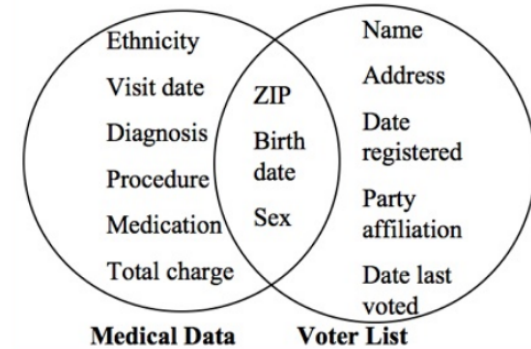 Ethnicity
Visit date
Diagnosis
Procedure
Medication
Total charge
ZIP
Birth
date
Sex
Name
Address
Date
registered
Party
affiliation
Date last
voted
Medical Data
Voter List